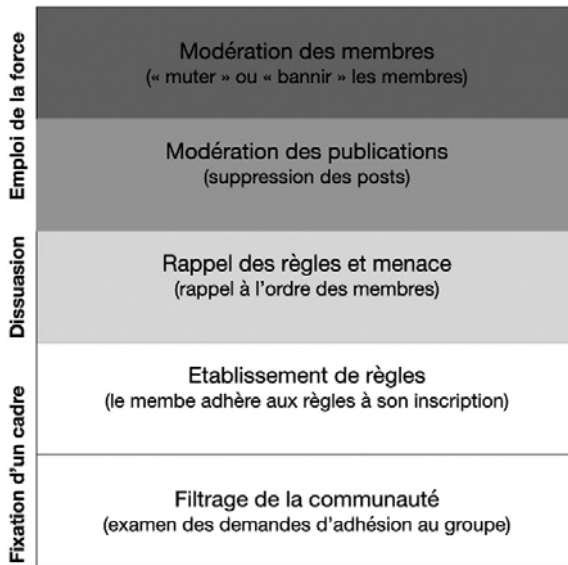 Emploi de la force
Modération des membres
(« muter » ou « bannir » les membres)
Modération des publications
(suppression des posts)
Dissuasion
Rappel des règles et menace
(rappel à l’ordre des membres)
Fixation d’un cadre
Etablissement de règles
(le membe adhère aux règles à son inscription)
Filtrage de la communauté
(examen des demandes d’adhésion au groupe)